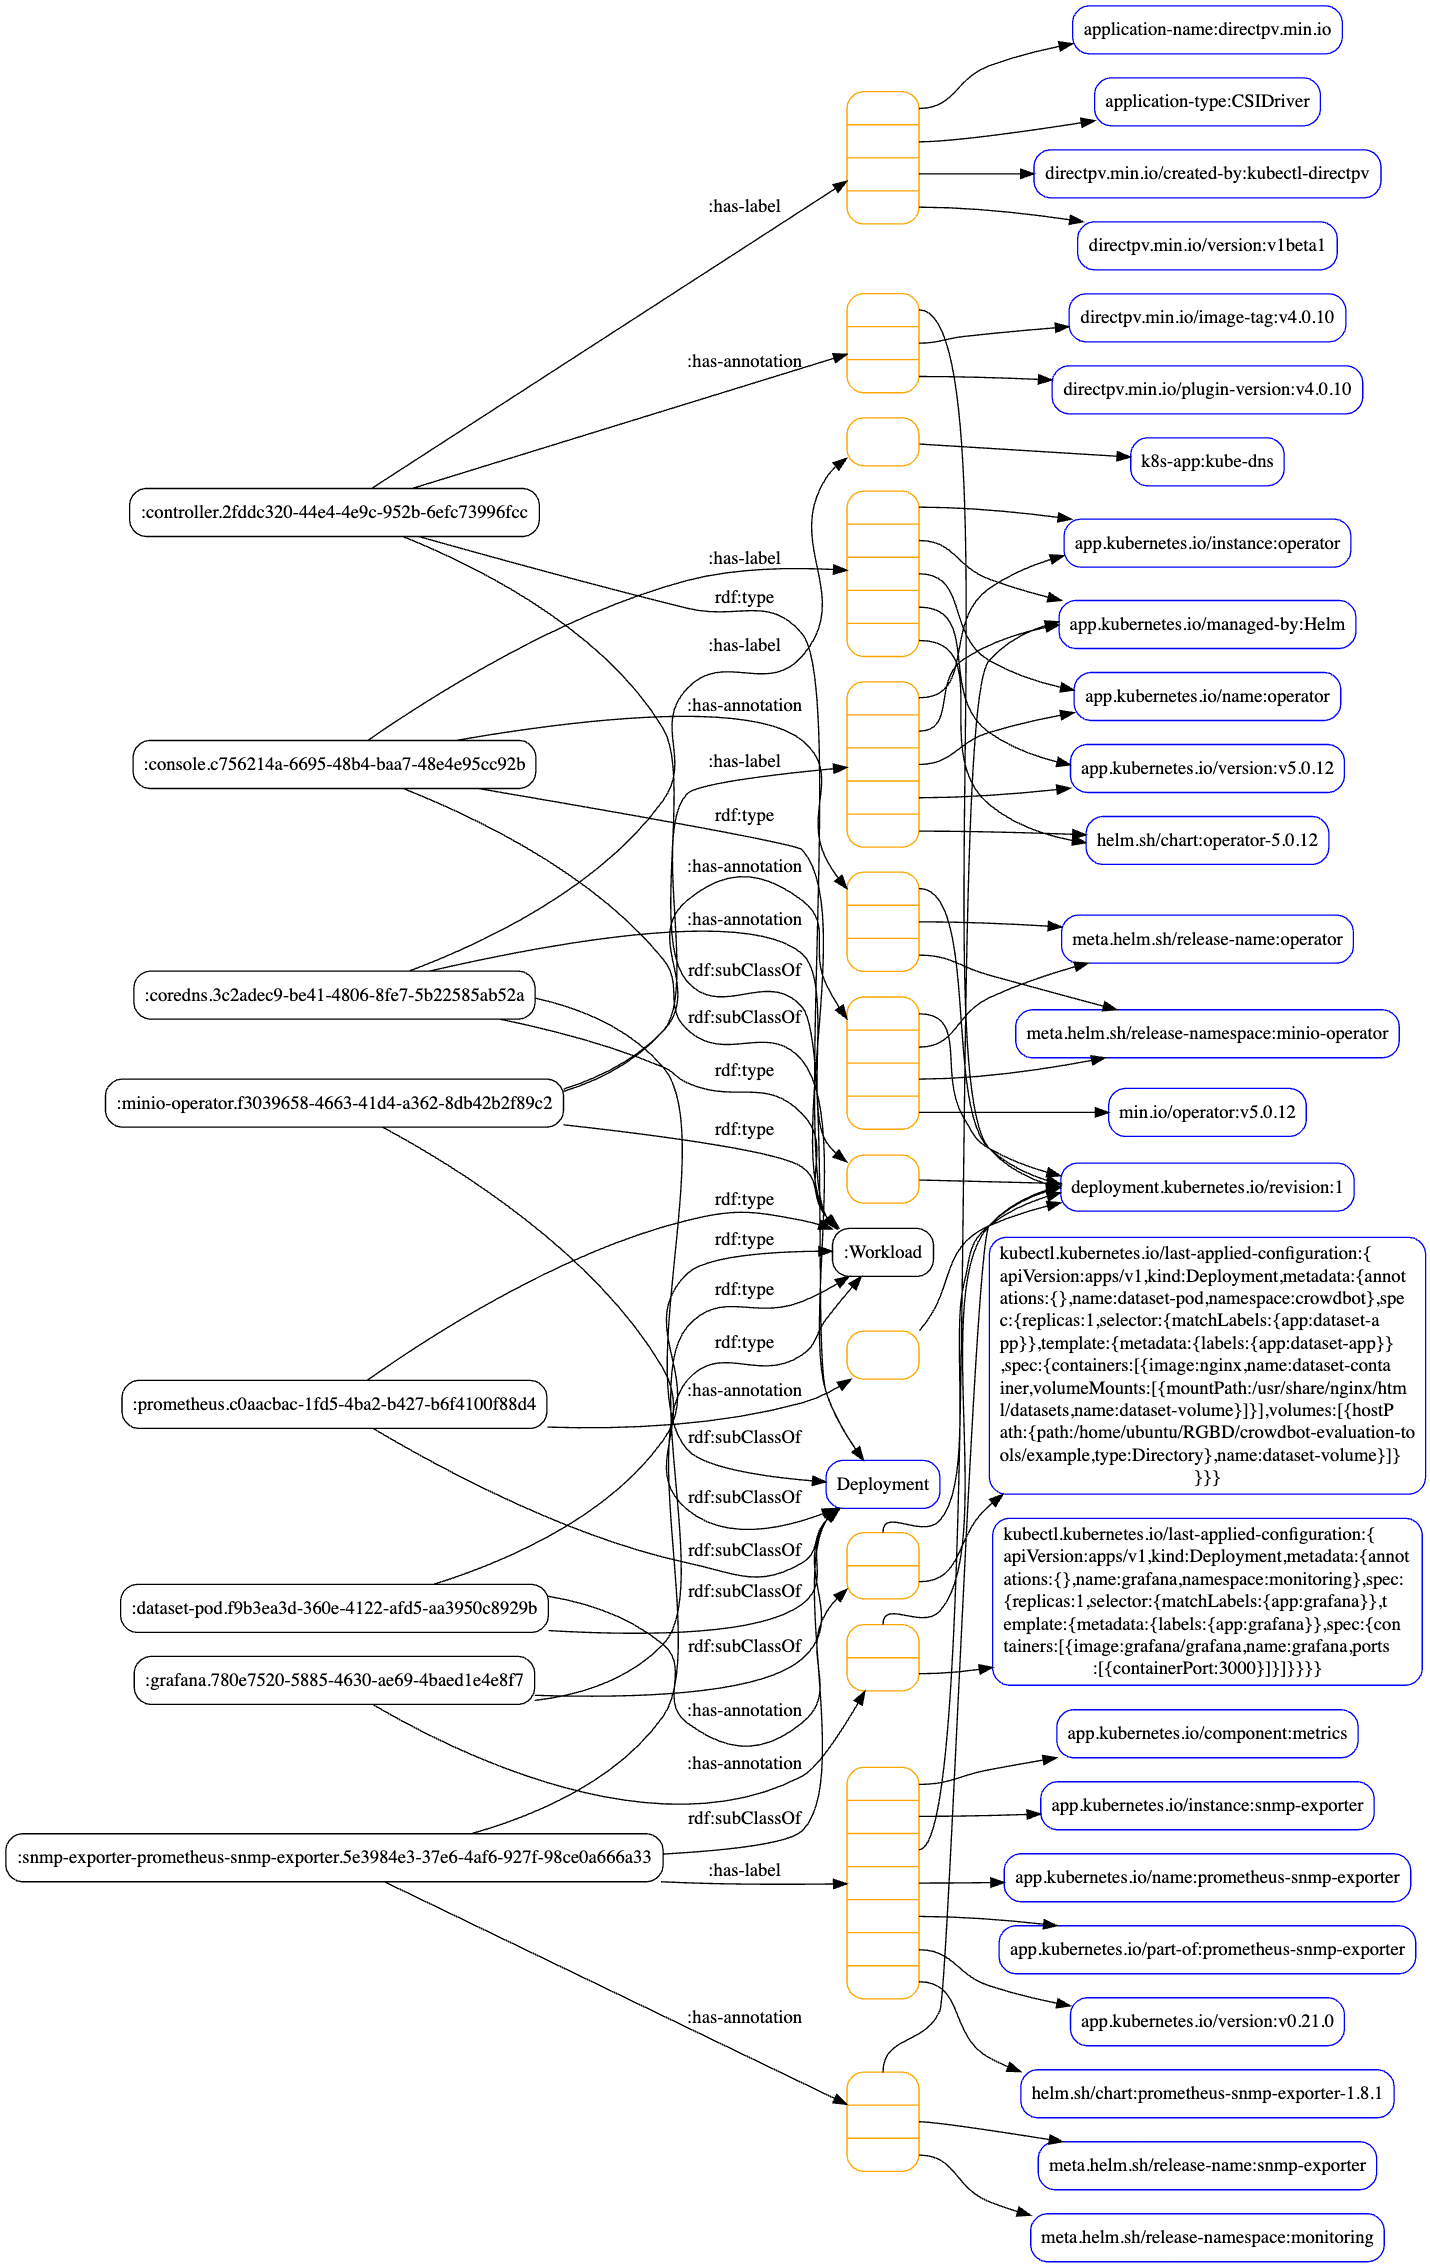 application-name:directpv.min.io
application-type:CSIDriver
directpv.min.io/created-by:kubectl-directpv
:has-label
directpv.min.io/version:v1beta1
directpv.min.io/image-tag:v4.0.10
:has-annotation
directpv.min.io/plugin-version:v4.0.10
k8s-app:kube-dns
:controller.2fddc320-44e4-4e9c-952b-6efc73996fcc
app.kubernetes.io/instance:operator
:has-label
rdf:type
app.kubernetes.io/managed-by:Helm
:has-label
app.kubernetes.io/name:operator
:has-annotation
:console.c756214a-6695-48b4-baa7-48e4e95cc92b
:has-label
app.kubernetes.io/version:v5.0.12
rdf:type
helm.sh/chart:operator-5.0.12
:has-annotation
:has-annotation
meta.helm.sh/release-name:operator
rdf:subClassOf
:coredns.3c2adec9-be41-4806-8fe7-5b22585ab52a
rdf:subClassOf
meta.helm.sh/release-namespace:minio-operator
rdf:type
:minio-operator.f3039658-4663-41d4-a362-8db42b2f89c2
min.io/operator:v5.0.12
rdf:type
deployment.kubernetes.io/revision:1
rdf:type
rdf:type
:Workload
kubectl.kubernetes.io/last-applied-configuration:{
apiVersion:apps/v1,kind:Deployment,metadata:{annot
ations:{},name:dataset-pod,namespace:crowdbot},spe
c:{replicas:1,selector:{matchLabels:{app:dataset-a
pp}},template:{metadata:{labels:{app:dataset-app}}
,spec:{containers:[{image:nginx,name:dataset-conta
iner,volumeMounts:[{mountPath:/usr/share/nginx/htm
l/datasets,name:dataset-volume}]}],volumes:[{hostP
ath:{path:/home/ubuntu/RGBD/crowdbot-evaluation-to
ols/example,type:Directory},name:dataset-volume}]}
}}}
rdf:type
rdf:type
:has-annotation
:prometheus.c0aacbac-1fd5-4ba2-b427-b6f4100f88d4
rdf:subClassOf
Deployment
rdf:subClassOf
kubectl.kubernetes.io/last-applied-configuration:{
apiVersion:apps/v1,kind:Deployment,metadata:{annot
ations:{},name:grafana,namespace:monitoring},spec:
{replicas:1,selector:{matchLabels:{app:grafana}},t
emplate:{metadata:{labels:{app:grafana}},spec:{con
tainers:[{image:grafana/grafana,name:grafana,ports
:[{containerPort:3000}]}]}}}}
rdf:subClassOf
rdf:subClassOf
:dataset-pod.f9b3ea3d-360e-4122-afd5-aa3950c8929b
rdf:subClassOf
:grafana.780e7520-5885-4630-ae69-4baed1e4e8f7
:has-annotation
app.kubernetes.io/component:metrics
:has-annotation
app.kubernetes.io/instance:snmp-exporter
rdf:subClassOf
:snmp-exporter-prometheus-snmp-exporter.5e3984e3-37e6-4af6-927f-98ce0a666a33
:has-label
app.kubernetes.io/name:prometheus-snmp-exporter
app.kubernetes.io/part-of:prometheus-snmp-exporter
:has-annotation
app.kubernetes.io/version:v0.21.0
helm.sh/chart:prometheus-snmp-exporter-1.8.1
meta.helm.sh/release-name:snmp-exporter
meta.helm.sh/release-namespace:monitoring